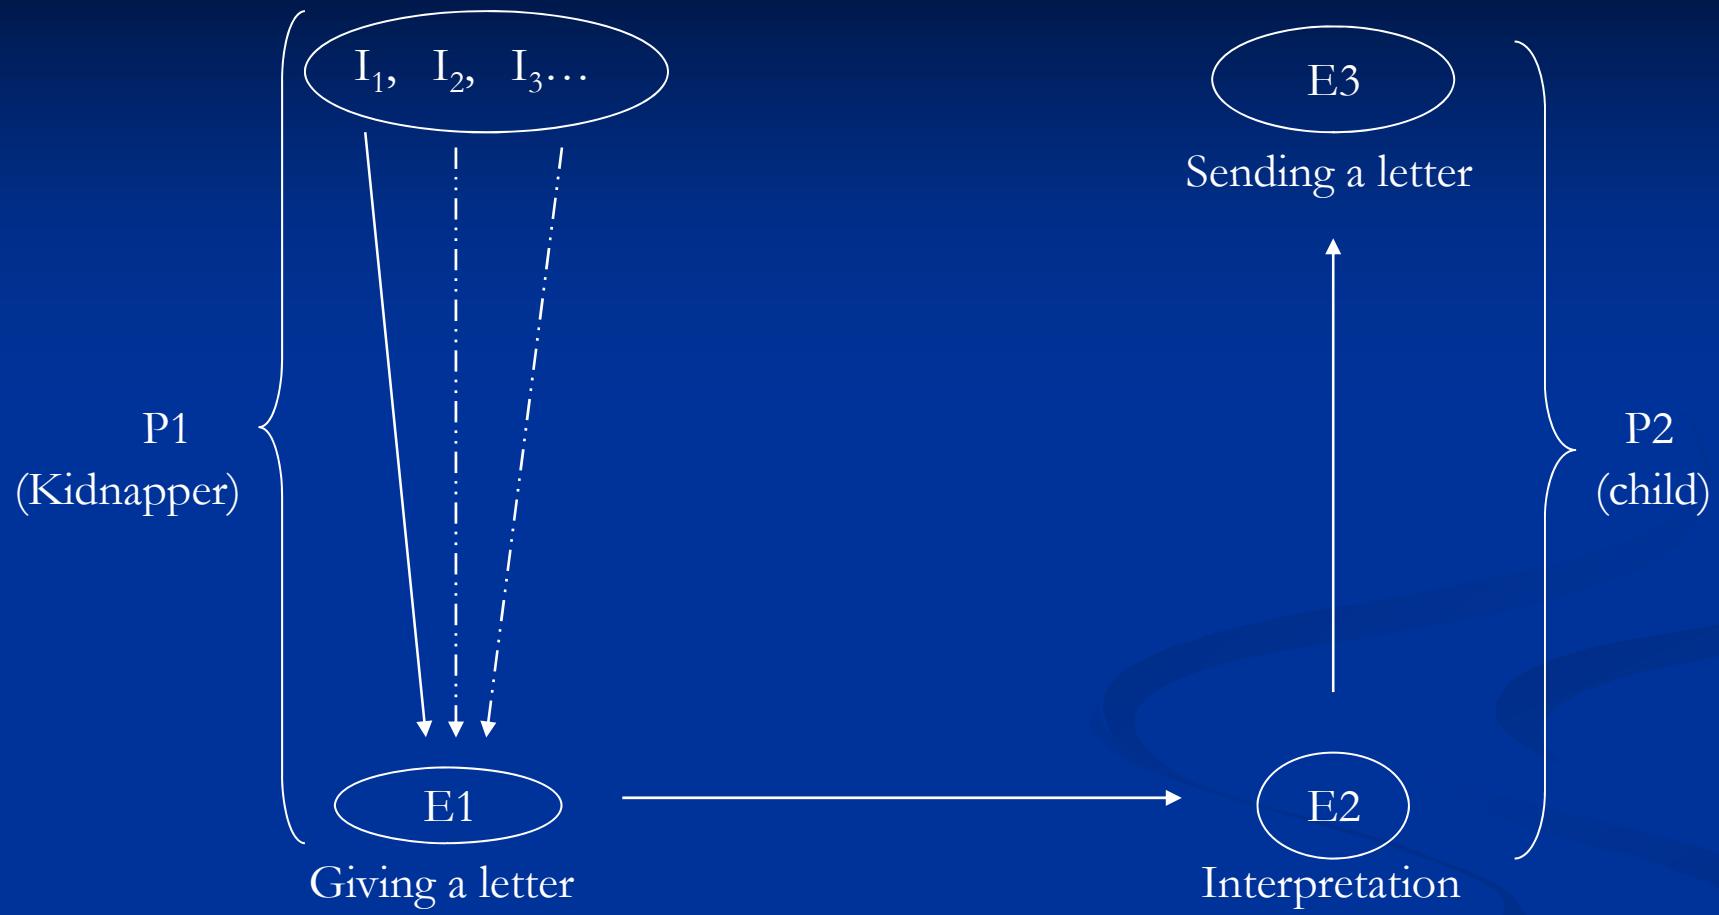 I₁, I₂, I₃…
E3
Sending a letter
P1
(Kidnapper)
P2
(child)
E1
E2
Giving a letter
Interpretation